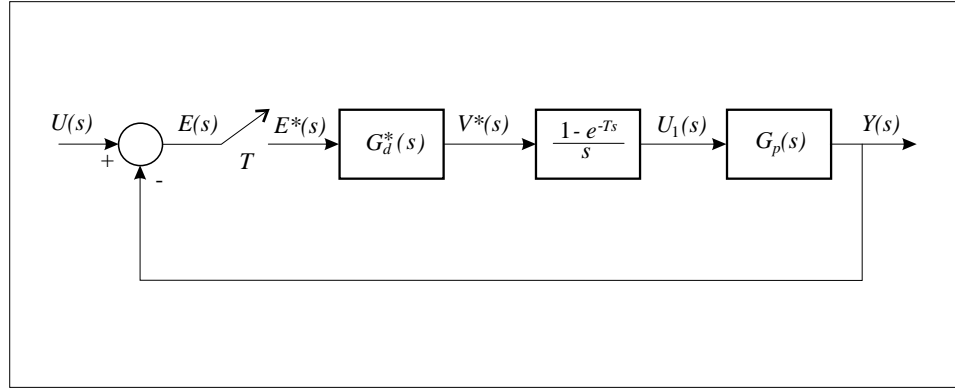 U(s)
+
-
E(s)
T
E*(s)
G*d(s)
V*(s)
1- e-Ts
s
U1(s)
Gp(s)
Y(s)